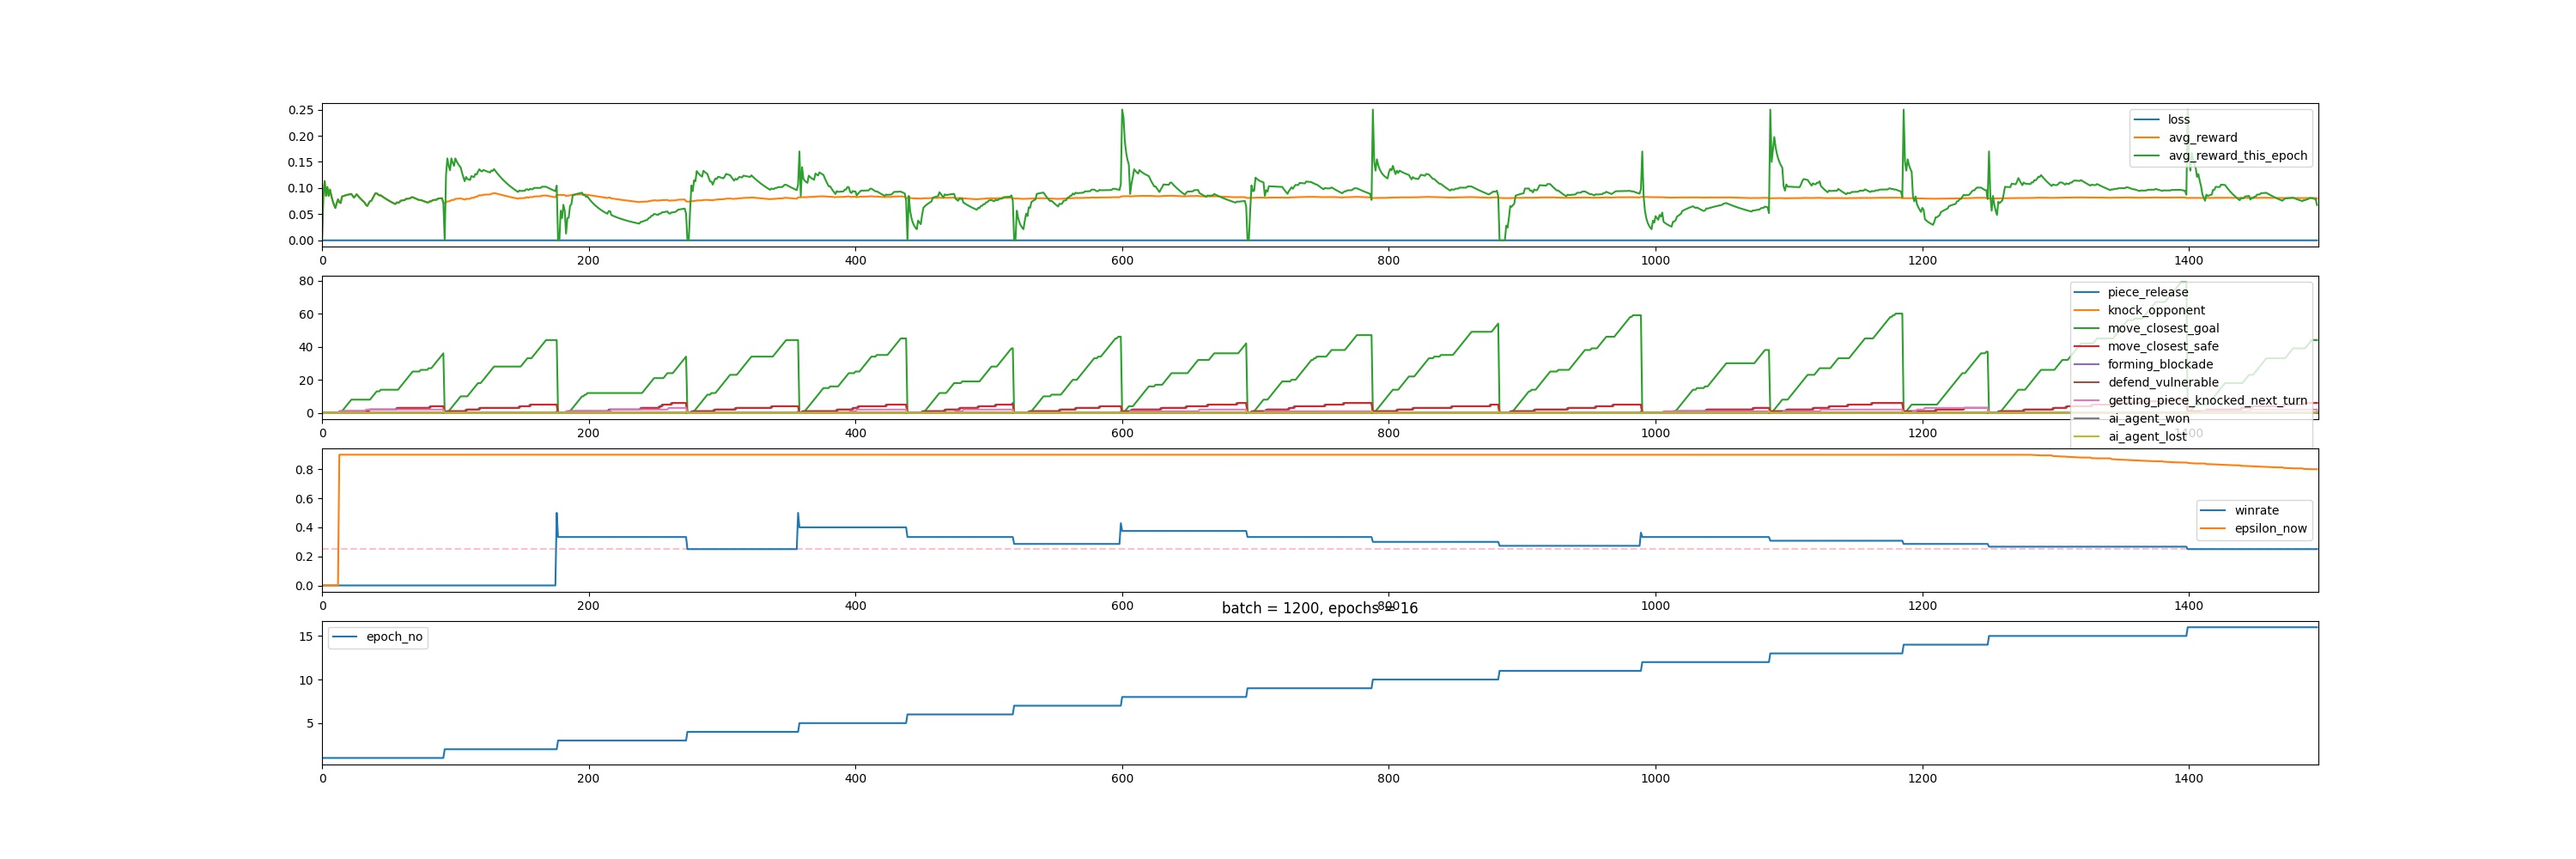 0.25
0.20
0.15
0.10
0.05
0.00
loss
avg_reward
avg_reward_this_epoch
0 200 400 600 800 1000 1200 1400
80
60
40
20
0
piece_release
knock_opponent
move_closest_goal
move_closest_safe
forming_blockade
defend_vulnerable
getting_piece_knocked_next_turn
ai_agent_won
ai_agent_lost
0 200 400 600 800 1000 1200 1400
0.8
0.6
0.4
0.2
0.0
winrate
epsilon_now
0 200 400 600 800 1000 1200 1400
batch = 1200, epochs = 16
15
10
5
epoch_no
0 200 400 600 800 1000 1200 1400